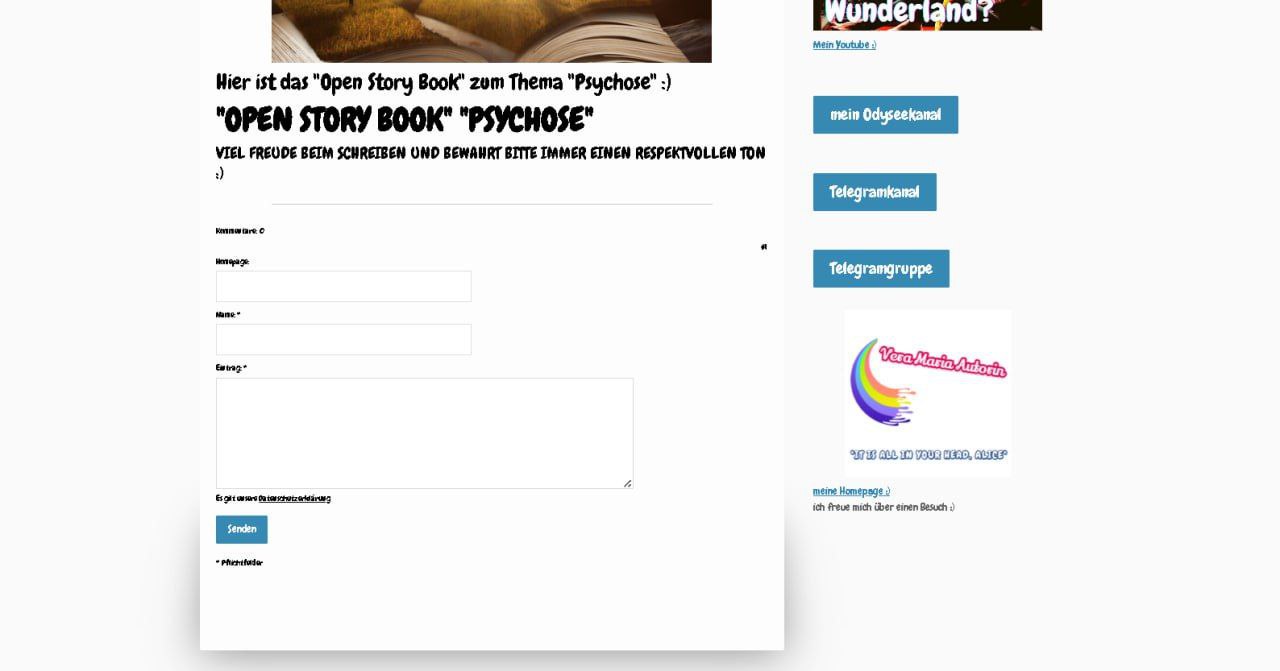 Hier ist das "Open Story Book" zum Thema "Psychose" :)
"OPEN STORY BOOK" "PSYCHOSE"
VIEL FREUDE BEIM SCHREIBEN UND BEWAHRT BITTE IMMER EINEN RESPEKTVOLLEN TON
;)
Kommentare: 0
#1
Homepage:
Name: *
Eintrag: *
Es gilt unsere Datenschutzerklärung
Senden
* Pflichtfelder
Wunderland?
Mein Youtube ;)
mein Odyseekanal
Telegramkanal
Telegramgruppe
Vera Maria Autorin
"IT IS ALL IN YOUR HEAD, ALICE"
meine Homepage :)
ich freue mich über einen Besuch ;)